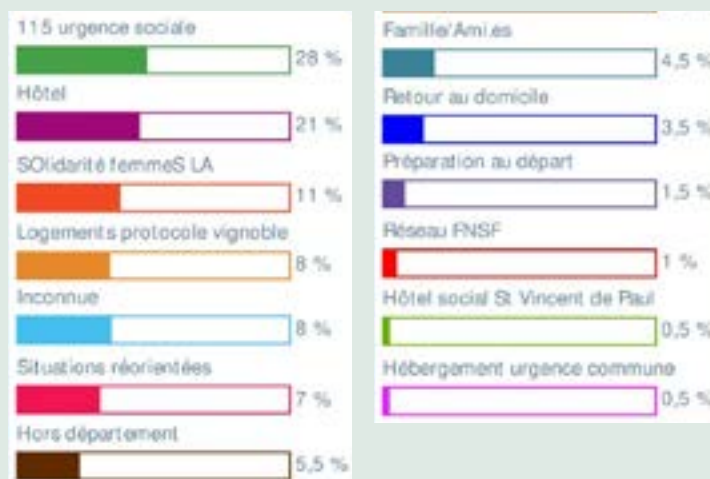 115 urgence sociale
28 %
Hôtel
21 %
SOlidarité femmeS LA
11 %
Logements protocole vignoble
8 %
Inconnue
8 %
Situations réorientées
7 %
Hors département
5,5 %
Famille/Ami.es
4,5 %
Retour au domicile
3,5 %
Préparation au départ
1,5 %
Réseau FNSF
1 %
Hôtel social St Vincent de Paul
0,5 %
Hébergement urgence commune
0,5 %